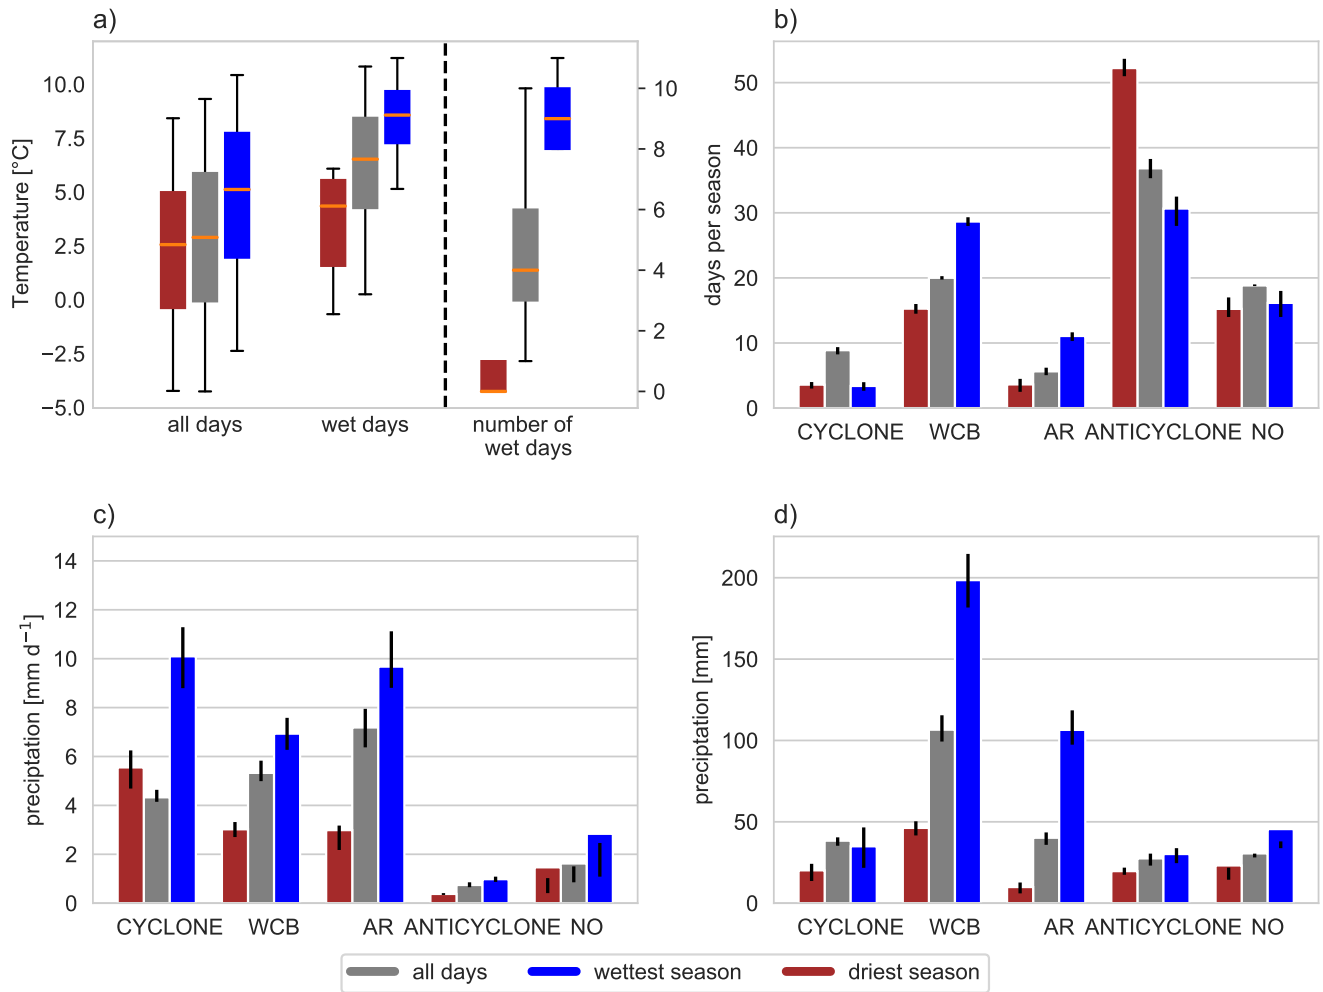 a)
Temperature [°C]
10.0
7.5
5.0
2.5
0.0
−2.5
−5.0
10
8
6
4
2
0
all days
wet days
number of
wet days
b)
days per season
50
40
30
20
10
0
CYCLONE WCB AR ANTICYCLONE NO
c)
preciptation [mm d⁻¹]
14
12
10
8
6
4
2
0
CYCLONE WCB AR ANTICYCLONE NO
d)
preciptation [mm]
200
150
100
50
0
CYCLONE WCB AR ANTICYCLONE NO
all days wettest season driest season